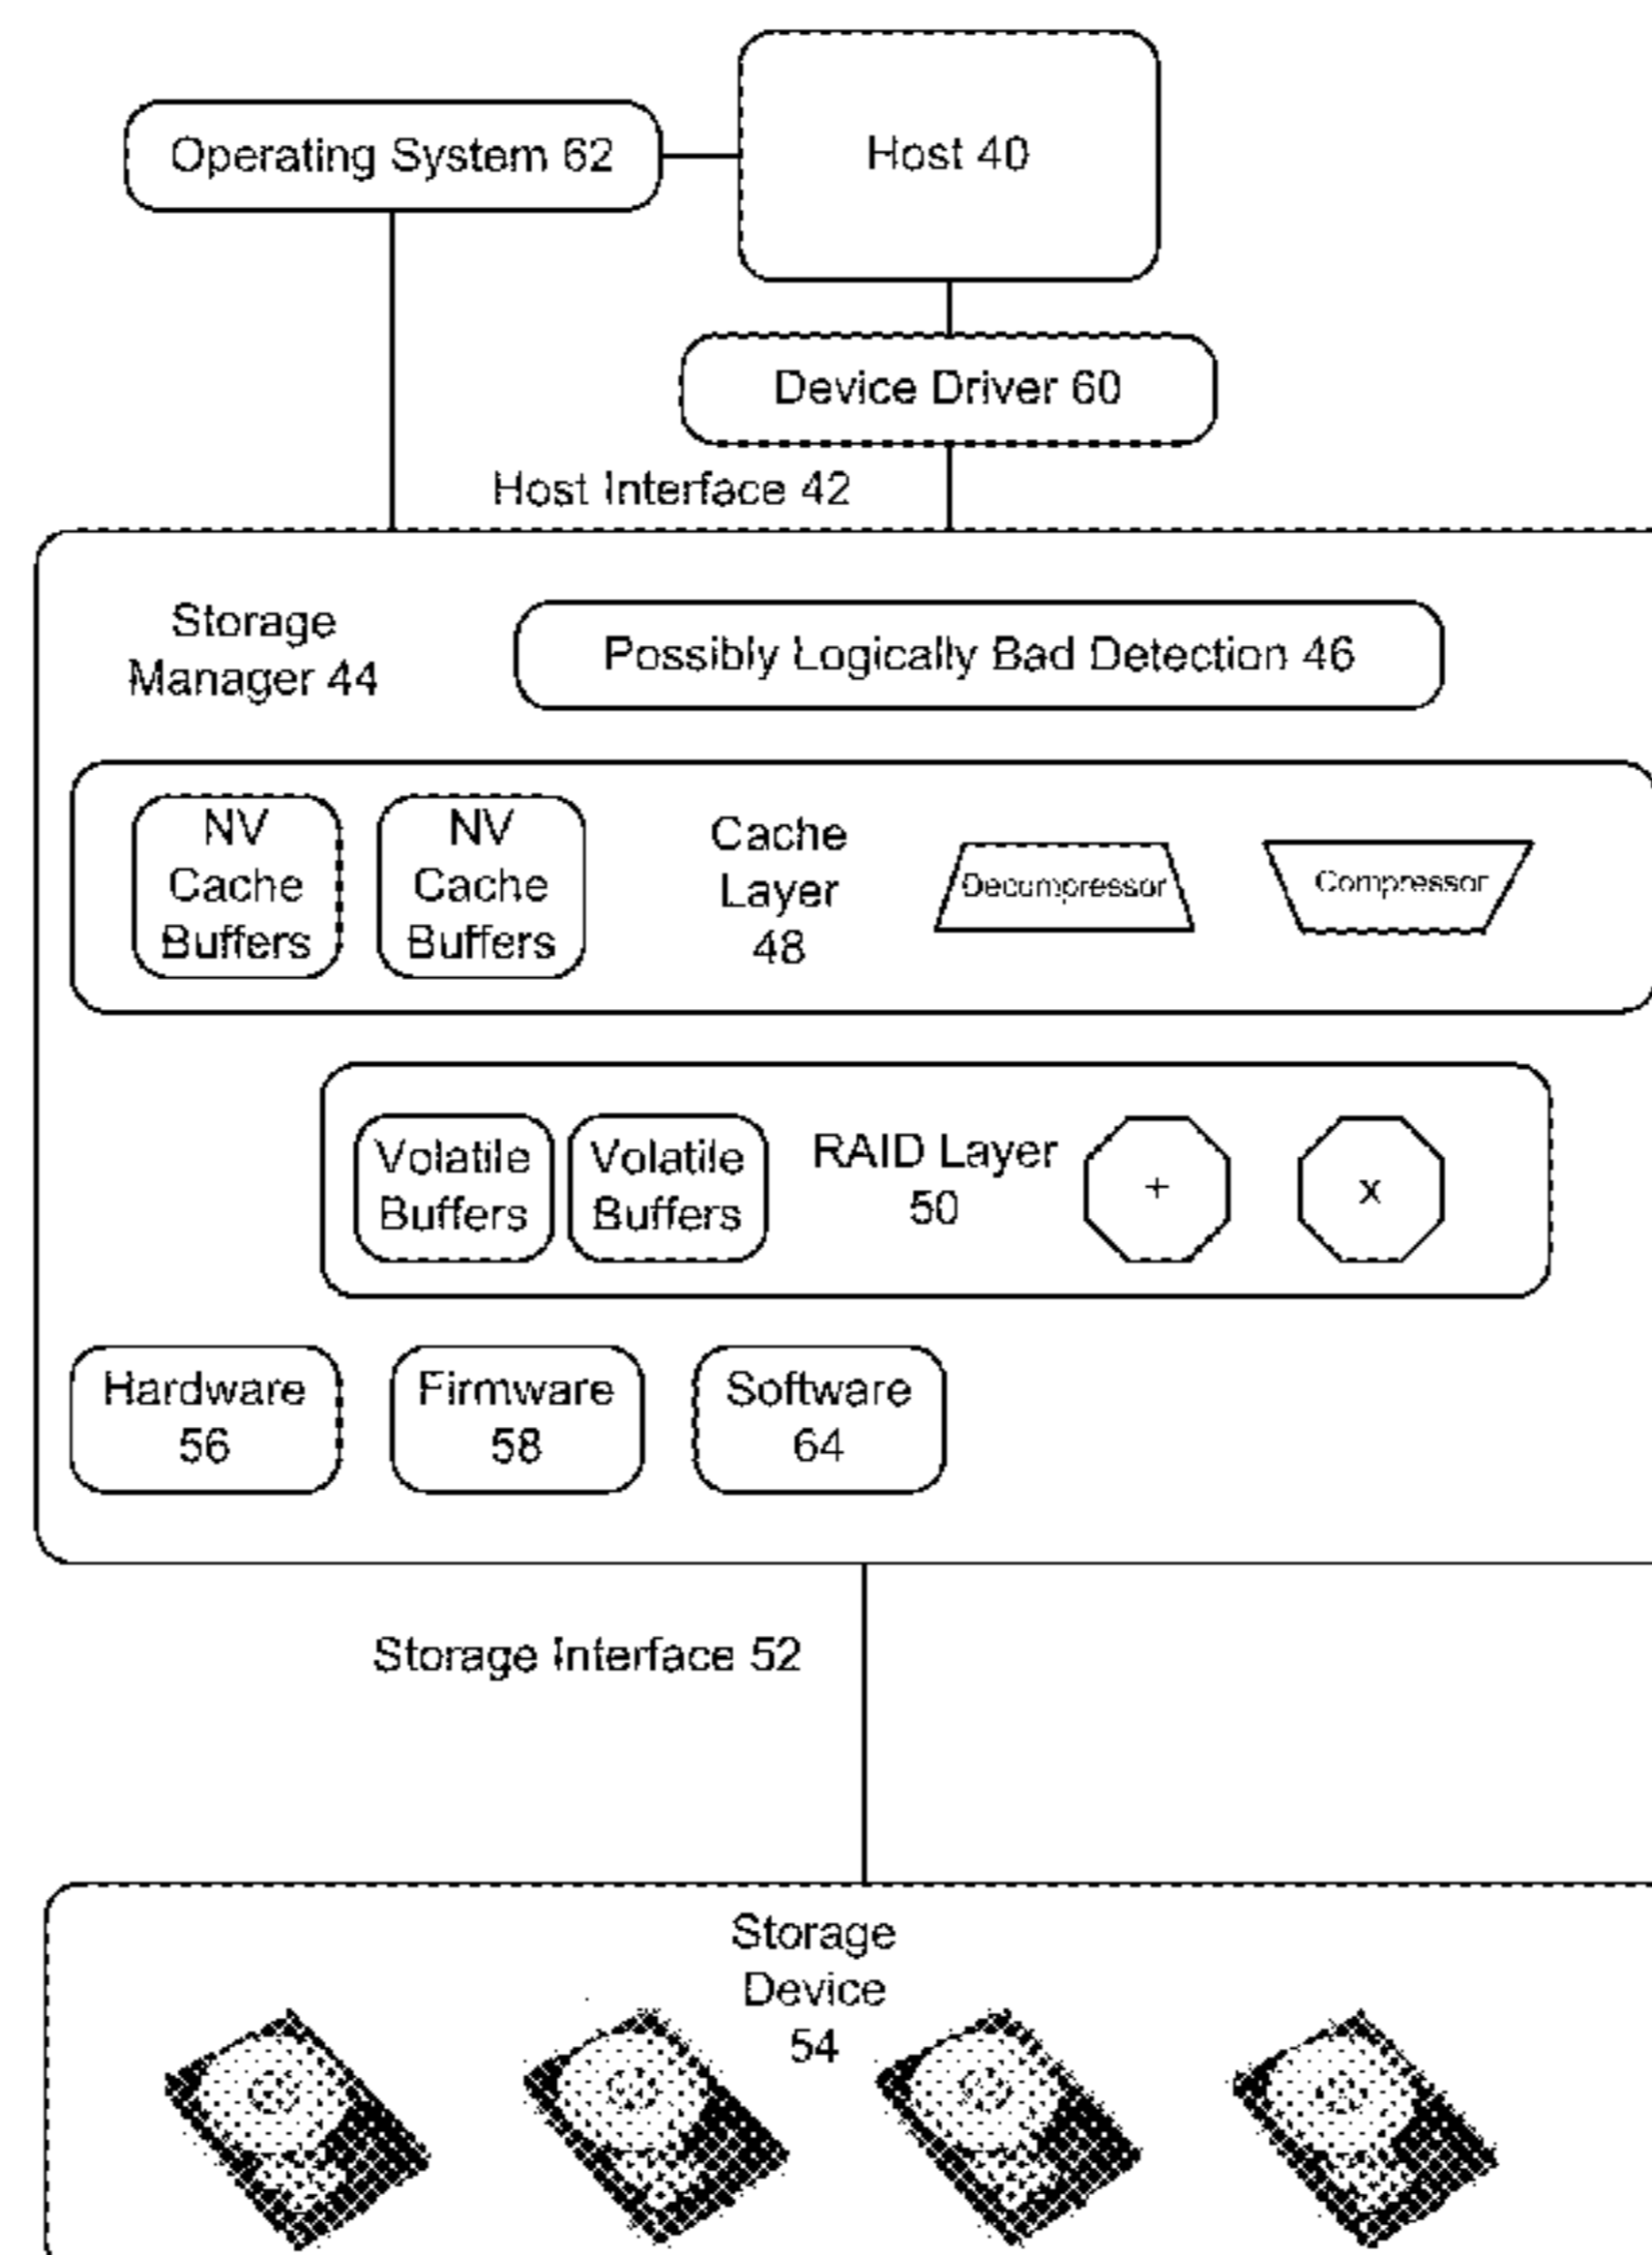 Operating System 62
Host 40
Device Driver 60
Host Interface 42
Storage
Manager 44
Possibly Logically Bad Detection 46
NV
Cache
Buffers
NV
Cache
Buffers
Cache
Layer
48
Decompressor
Compressor
Volatile
Buffers
Volatile
Buffers
RAID Layer
50
+
x
Hardware
56
Firmware
58
Software
64
Storage Interface 52
Storage
Device
54